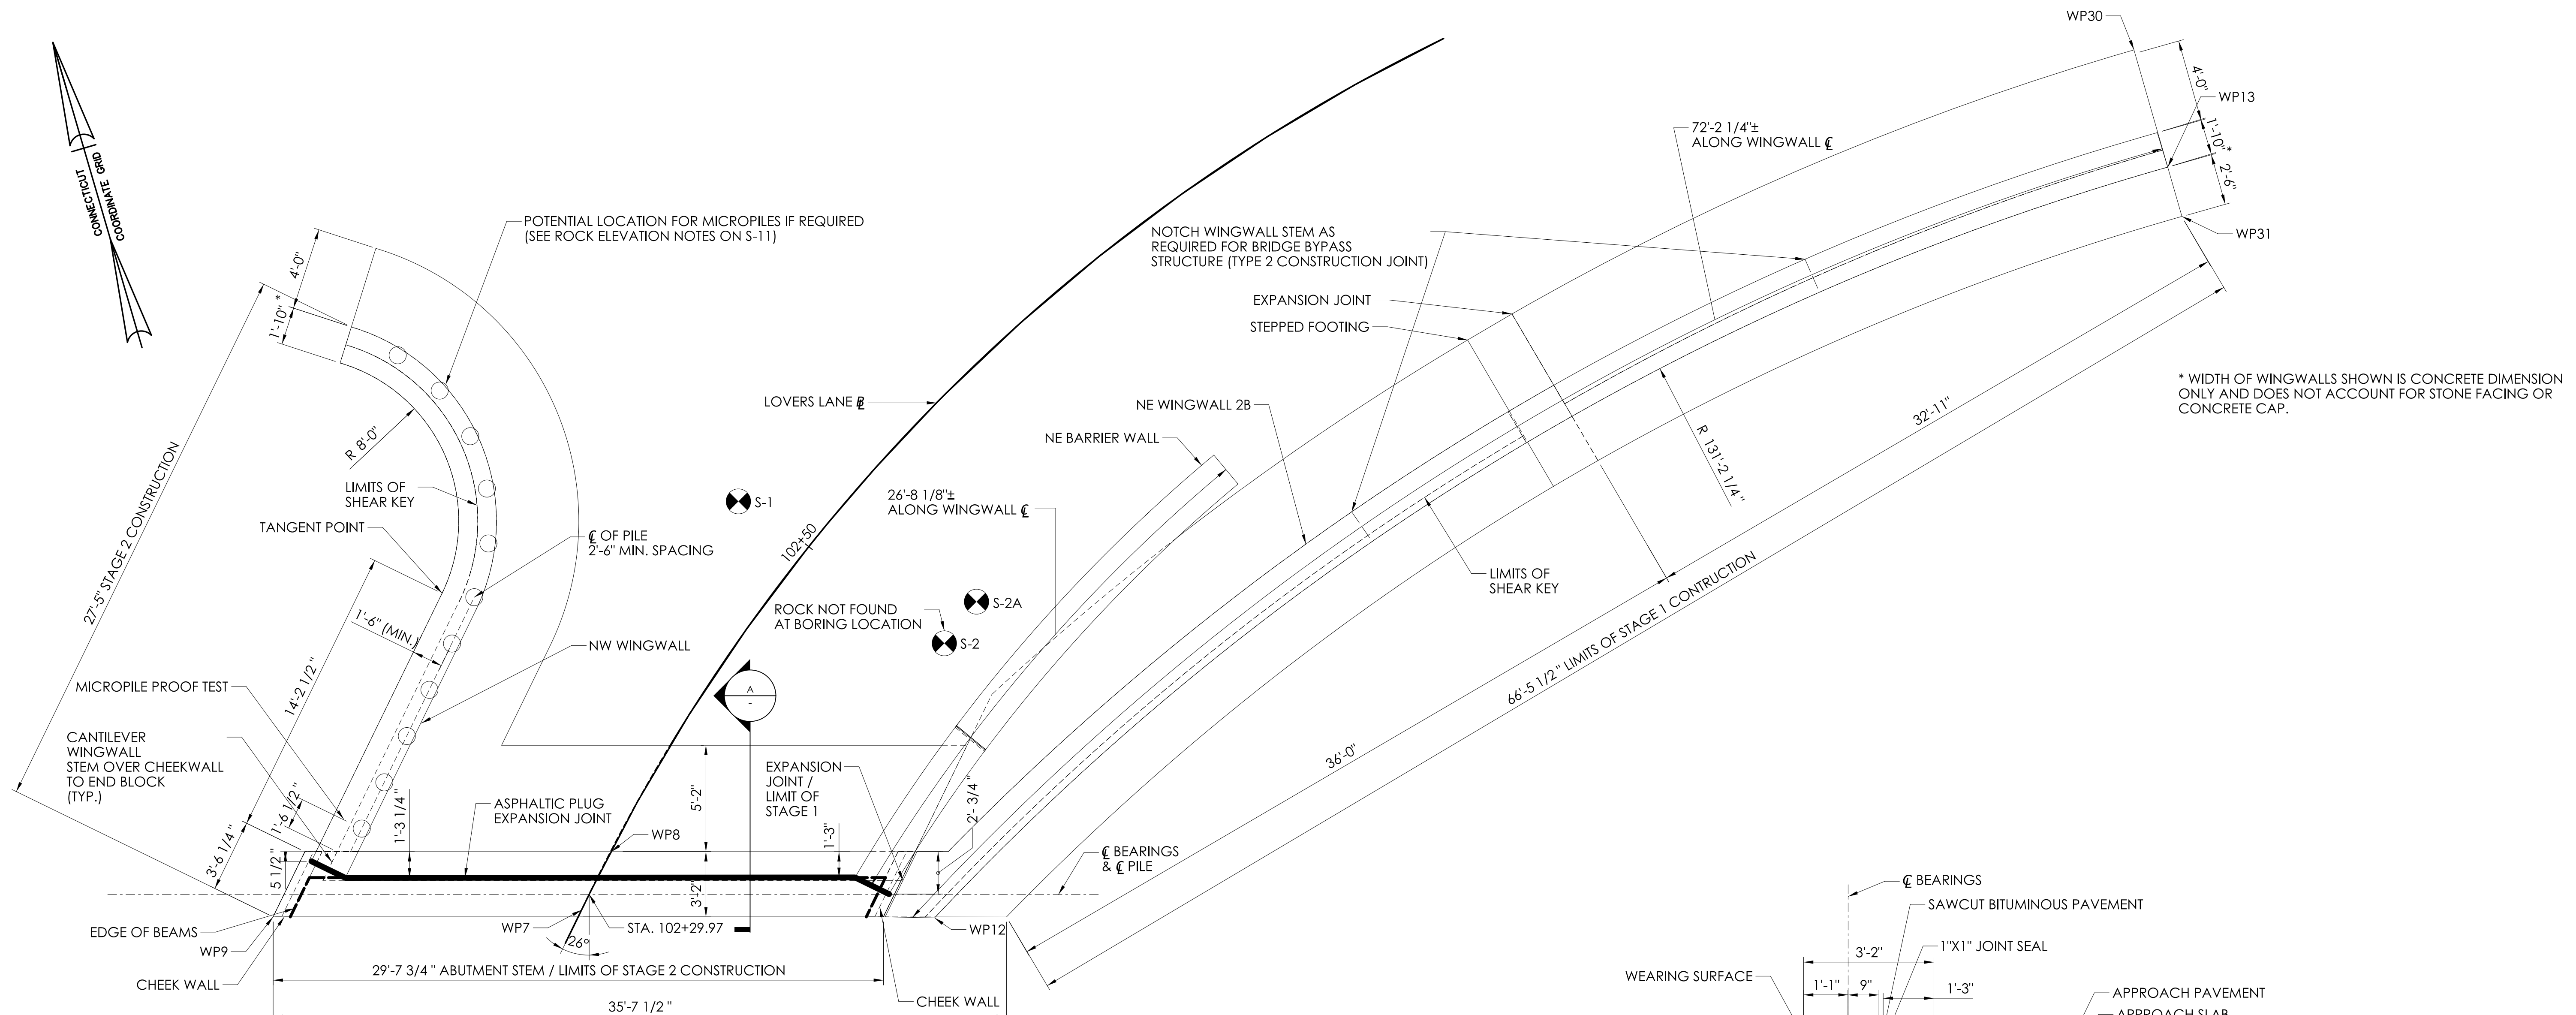 WP30
4'-0"
WP13
1'-10" *
2'-6"
WP31
72'-2 1/4"±
ALONG WINGWALL ℄
CONNECTICUT
COORDINATE GRID
POTENTIAL LOCATION FOR MICROPILES IF REQUIRED
(SEE ROCK ELEVATION NOTES ON S-11)
NOTCH WINGWALL STEM AS
REQUIRED FOR BRIDGE BYPASS
STRUCTURE (TYPE 2 CONSTRUCTION JOINT)
4'-0"
1'-10" *
EXPANSION JOINT
STEPPED FOOTING
* WIDTH OF WINGWALLS SHOWN IS CONCRETE DIMENSION
ONLY AND DOES NOT ACCOUNT FOR STONE FACING OR
CONCRETE CAP.
LOVERS LANE
NE WINGWALL 2B
NE BARRIER WALL
R 8'-0"
32'-11"
R 131'-2 1/4"
27'-5" STAGE 2 CONSTRUCTION
LIMITS OF
SHEAR KEY
TANGENT POINT
S-1
26'-8 1/8"±
ALONG WINGWALL ℄
102+50
℄ OF PILE
2'-6" MIN. SPACING
LIMITS OF
SHEAR KEY
S-2A
ROCK NOT FOUND
AT BORING LOCATION
S-2
1'-6" (MIN.)
NW WINGWALL
66'-5 1/2" LIMITS OF STAGE 1 CONTRUCTION
MICROPILE PROOF TEST
14'-2 1/2"
A
-
CANTILEVER
WINGWALL
STEM OVER CHEEKWALL
TO END BLOCK
(TYP.)
36'-0"
EXPANSION
JOINT /
LIMIT OF
STAGE 1
5'-2"
2'- 3/4"
1'-6 1/2"
1'-3 1/4"
ASPHALTIC PLUG
EXPANSION JOINT
WP8
1'-3"
3'-6 1/4"
5 1/2"
3'-2"
℄ BEARINGS
& ℄ PILE
EDGE OF BEAMS
WP9
WP7
26°
STA. 102+29.97
WP12
CHEEK WALL
29'-7 3/4" ABUTMENT STEM / LIMITS OF STAGE 2 CONSTRUCTION
CHEEK WALL
35'-7 1/2"
℄ BEARINGS
SAWCUT BITUMINOUS PAVEMENT
3'-2"
1"X1" JOINT SEAL
WEARING SURFACE
1'-1"
9"
1'-3"
APPROACH PAVEMENT
APPROACH SLAB